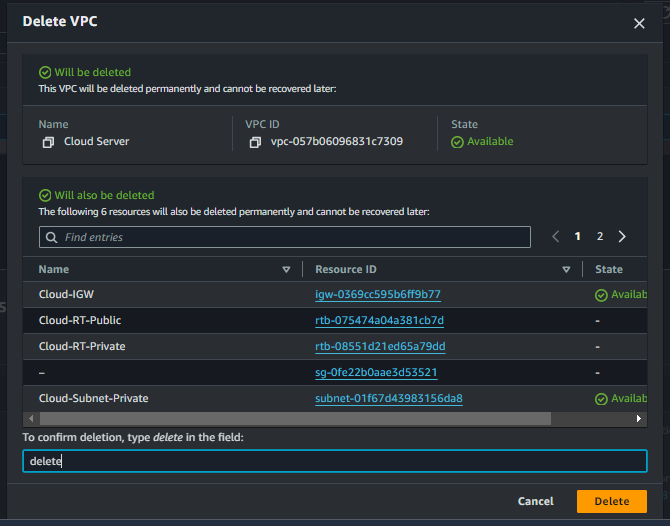 Delete VPC
Will be deleted
This VPC will be deleted permanently and cannot be recovered later:
Name VPC ID State
Cloud Server vpc-057b06096831c7309 Available
Will also be deleted
The following 6 resources will also be deleted permanently and cannot be recovered later:
Find entries 1 2
Name Resource ID State
Cloud-IGW igw-0369cc595b6ff9b77 Availab
Cloud-RT-Public rtb-075474a04a381cb7d -
Cloud-RT-Private rtb-08551d21ed65a79dd -
– sg-0fe22b0aae3d53521 -
Cloud-Subnet-Private subnet-01f67d43983156da8 Availab
To confirm deletion, type delete in the field:
delete
Cancel Delete